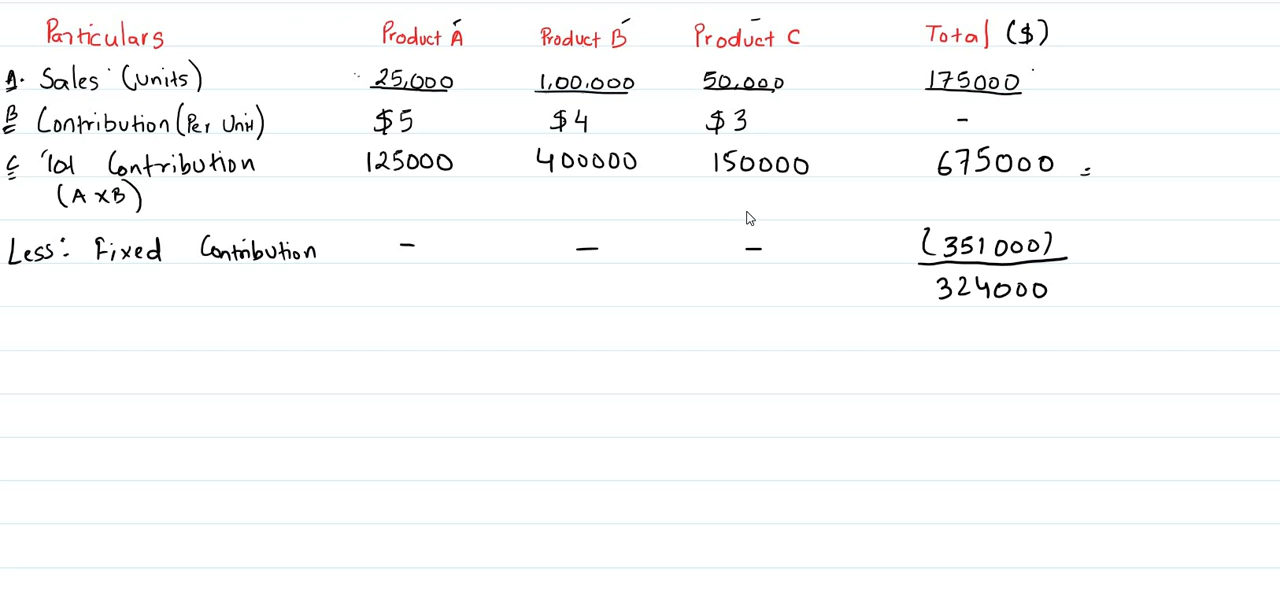 Particulars Product A Product B Product C Total ($)
A. Sales (units) 25,000 1,00,000 50,000 175000
B Contribution (Per Unit) $5 $4 $3 -
C Tot Contribution 125000 400000 150000 675000 =
(A x B)
Less: Fixed Contribution - - - (351000)
324000